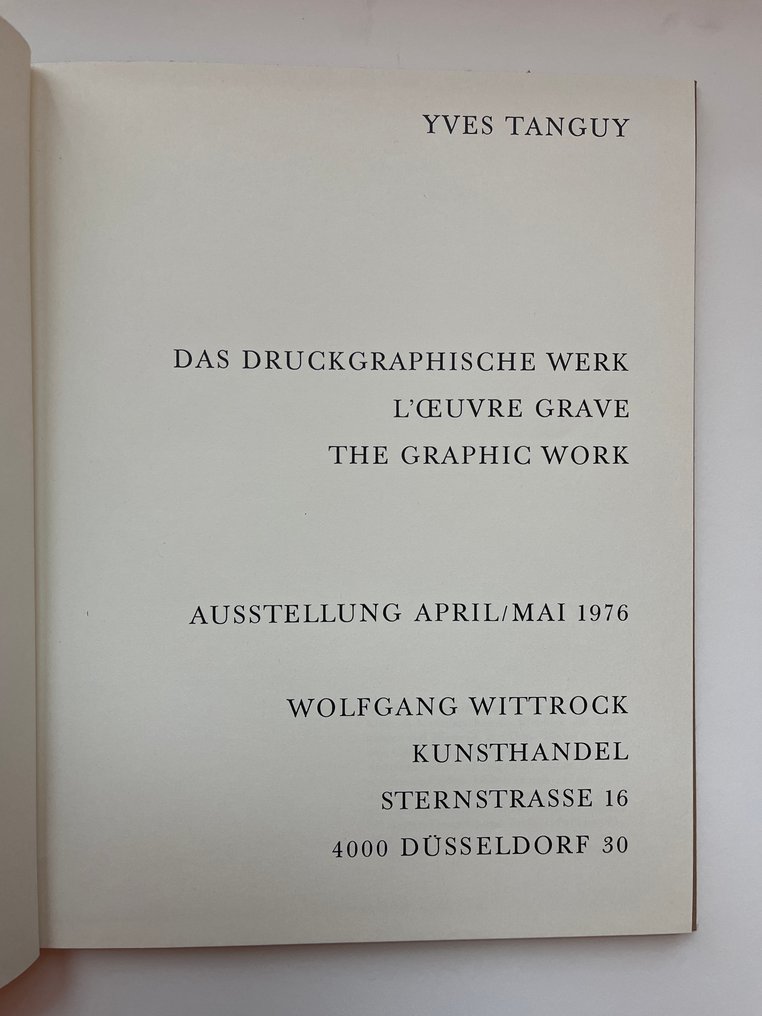 YVES TANGUY
DAS DRUCKGRAPHISCHE WERK
L'ŒUVRE GRAVE
THE GRAPHIC WORK
AUSSTELLUNG APRIL/MAI 1976
WOLFGANG WITTROCK
KUNSTHANDEL
STERNSTRASSE 16
4000 DÜSSELDORF 30